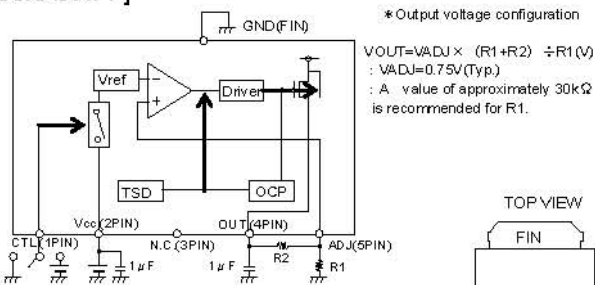 GND(FIN)
*Output voltage configuration
VOUT=VADJ× (R1+R2) ÷R1(V)
: VADJ=0.75V(Typ.)
: A value of approximately 30kΩ
is recommended for R1.
Vref
−
+
Driver
TSD
OCP
Vcc(2PIN)
OUT(4PIN)
CTL(1PIN)
N.C.(3PIN)
ADJ(5PIN)
1μF
1μF
R2
R1
TOP VIEW
FIN